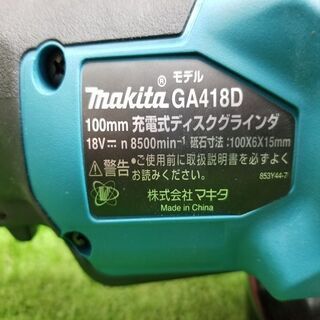 モデル
makita® GA418D
100mm 充電式ディスクグラインダ
18V⎓ n 8500min⁻¹ 砥石寸法:100X6X15mm
⚠警告 ●ご使用前に取扱説明書を必ずよく
お読みください。
853Y44-7
株式会社 マキタ
Made in China